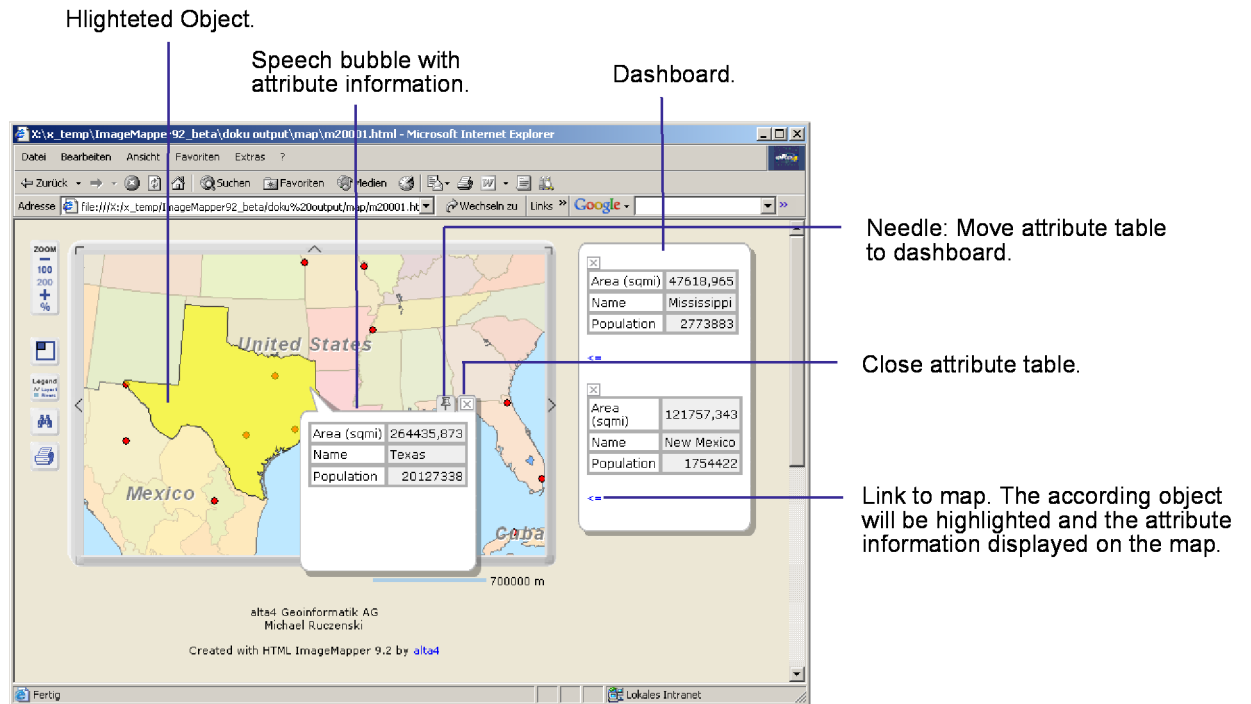 Hlighteted Object.
Speech bubble with
attribute information.
Dashboard.
X:\x_temp\ImageMapper92_beta\doku output\map\m20001.html - Microsoft Internet Explorer
Datei Bearbeiten Ansicht Favoriten Extras ?
Zurück Suchen Favoriten Medien
Adresse file:///X:/x_temp/ImageMapper92_beta/doku%20output/map/m20001.ht Wechseln zu Links » Google »
Needle: Move attribute table
to dashboard.
ZOOM
100
200
%
Legend
United States
Mexico
Cuba
Area (sqmi) 264435,873
Name Texas
Population 20127338
Area (sqmi) 47618,965
Name Mississippi
Population 2773883
<=
Close attribute table.
Area
(sqmi) 121757,343
Name New Mexico
Population 1754422
<=
Link to map. The according object
will be highlighted and the attribute
information displayed on the map.
700000 m
alta4 Geoinformatik AG
Michael Ruczenski
Created with HTML ImageMapper 9.2 by alta4
Fertig Lokales Intranet